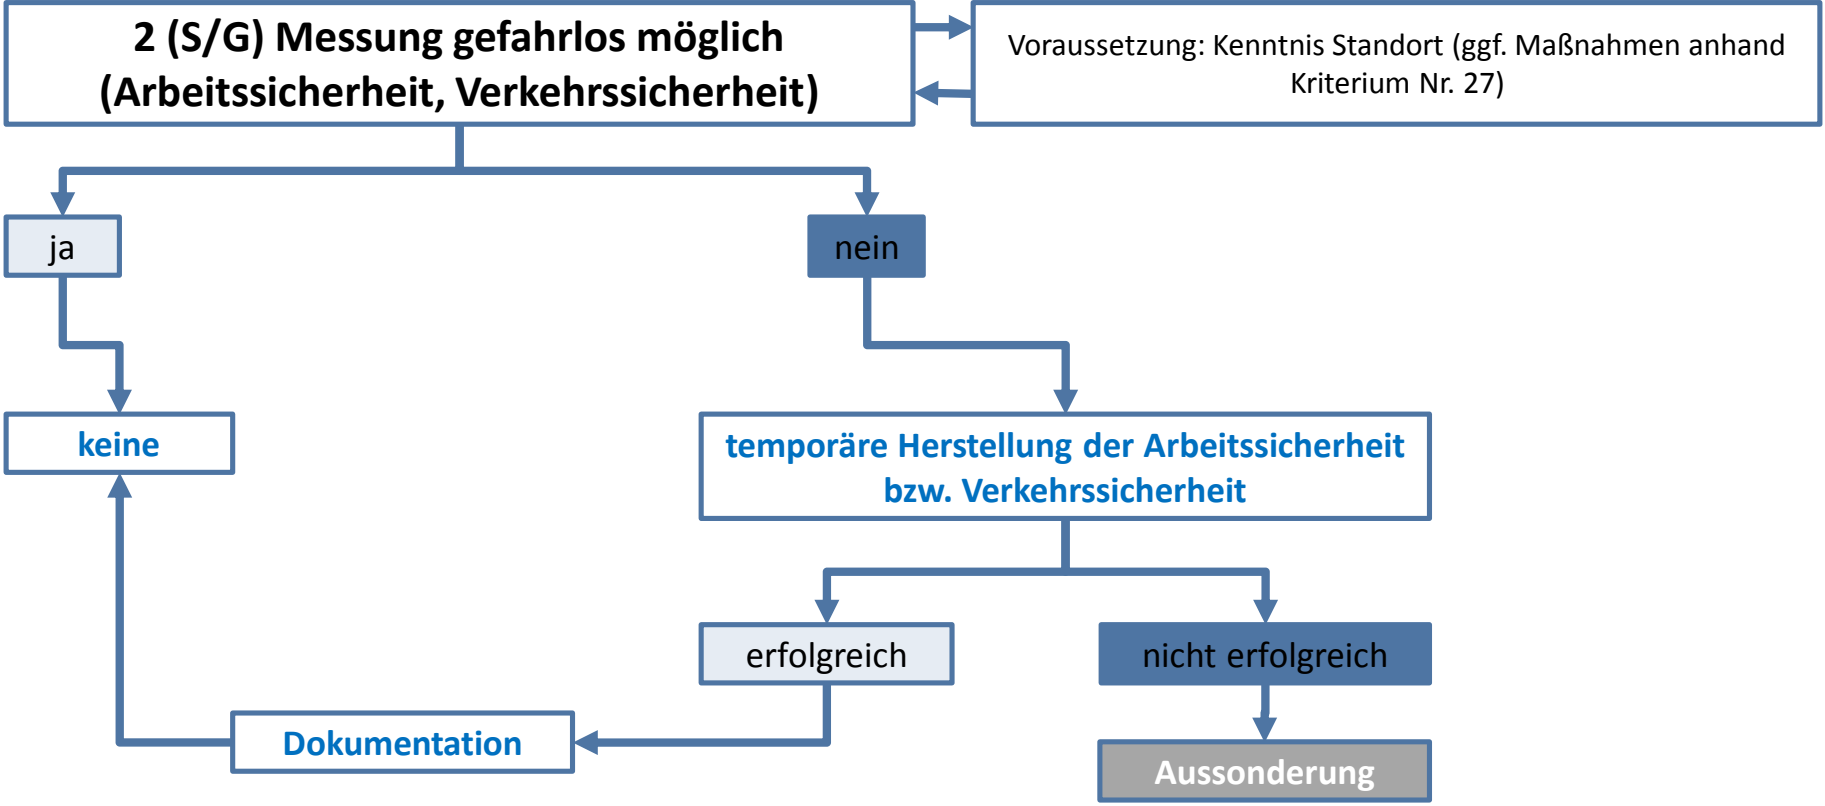 2 (S/G) Messung gefahrlos möglich
(Arbeitssicherheit, Verkehrssicherheit)
Voraussetzung: Kenntnis Standort (ggf. Maßnahmen anhand
Kriterium Nr. 27)
ja
nein
keine
temporäre Herstellung der Arbeitssicherheit
bzw. Verkehrssicherheit
erfolgreich
nicht erfolgreich
Dokumentation
Aussonderung